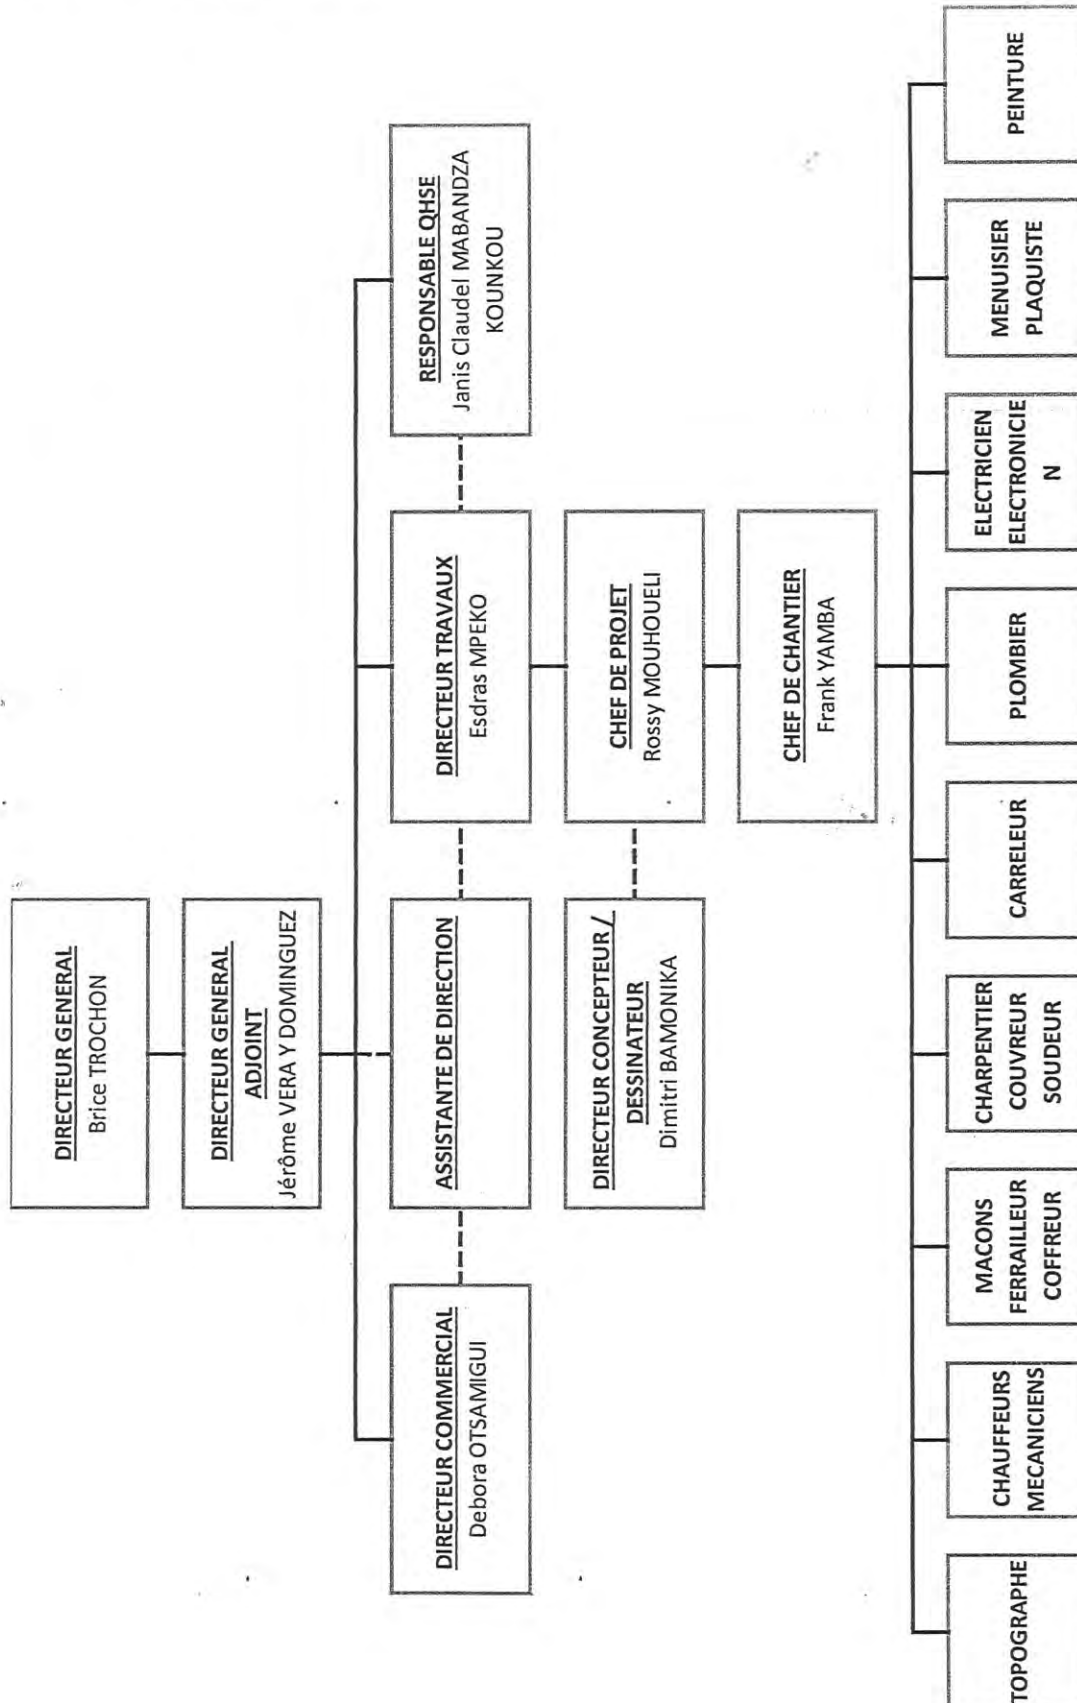 DIRECTEUR GENERAL
Brice TROCHON
DIRECTEUR GENERAL
ADJOINT
Jérôme VERA Y DOMINGUEZ
DIRECTEUR COMMERCIAL
Debora OTSAMIGUI
ASSISTANTE DE DIRECTION
DIRECTEUR TRAVAUX
Esdras MPEKO
RESPONSABLE QHSE
Janis Claudel MABANDZA
KOUNKOU
DIRECTEUR CONCEPTEUR /
DESSINATEUR
Dimitri BAMONIKA
CHEF DE PROJET
Rossy MOUHOUELI
CHEF DE CHANTIER
Frank YAMBA
TOPOGRAPHE
CHAUFFEURS
MECANICIENS
MACONS
FERRAILLEUR
COFFREUR
CHARPENTIER
COUVREUR
SOUDEUR
CARRELEUR
PLOMBIER
ELECTRICIEN
ELECTRONICIE
N
MENUISIER
PLAQUISTE
PEINTURE